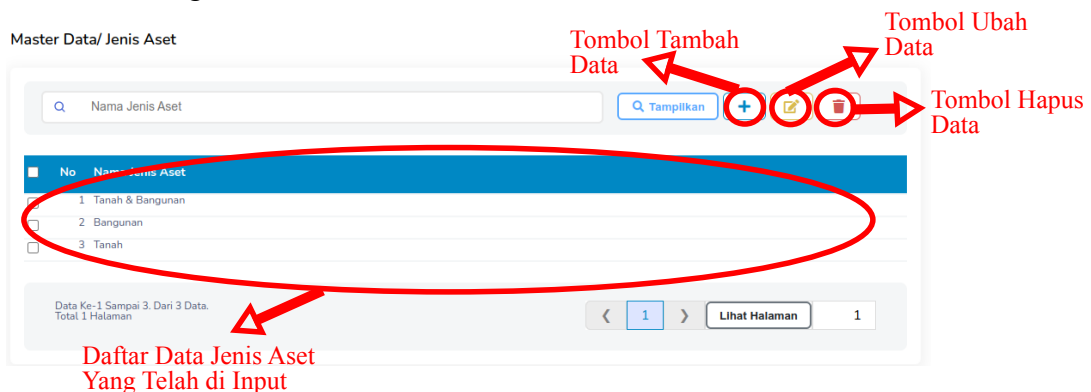 Tombol Ubah
Data
Master Data/ Jenis Aset
Tombol Tambah
Data
Nama Jenis Aset
Tampilkan
Tombol Hapus
Data
No Nama Jenis Aset
1 Tanah & Bangunan
2 Bangunan
3 Tanah
Data Ke-1 Sampai 3. Dari 3 Data.
Total 1 Halaman
1
Lihat Halaman
1
Daftar Data Jenis Aset
Yang Telah di Input